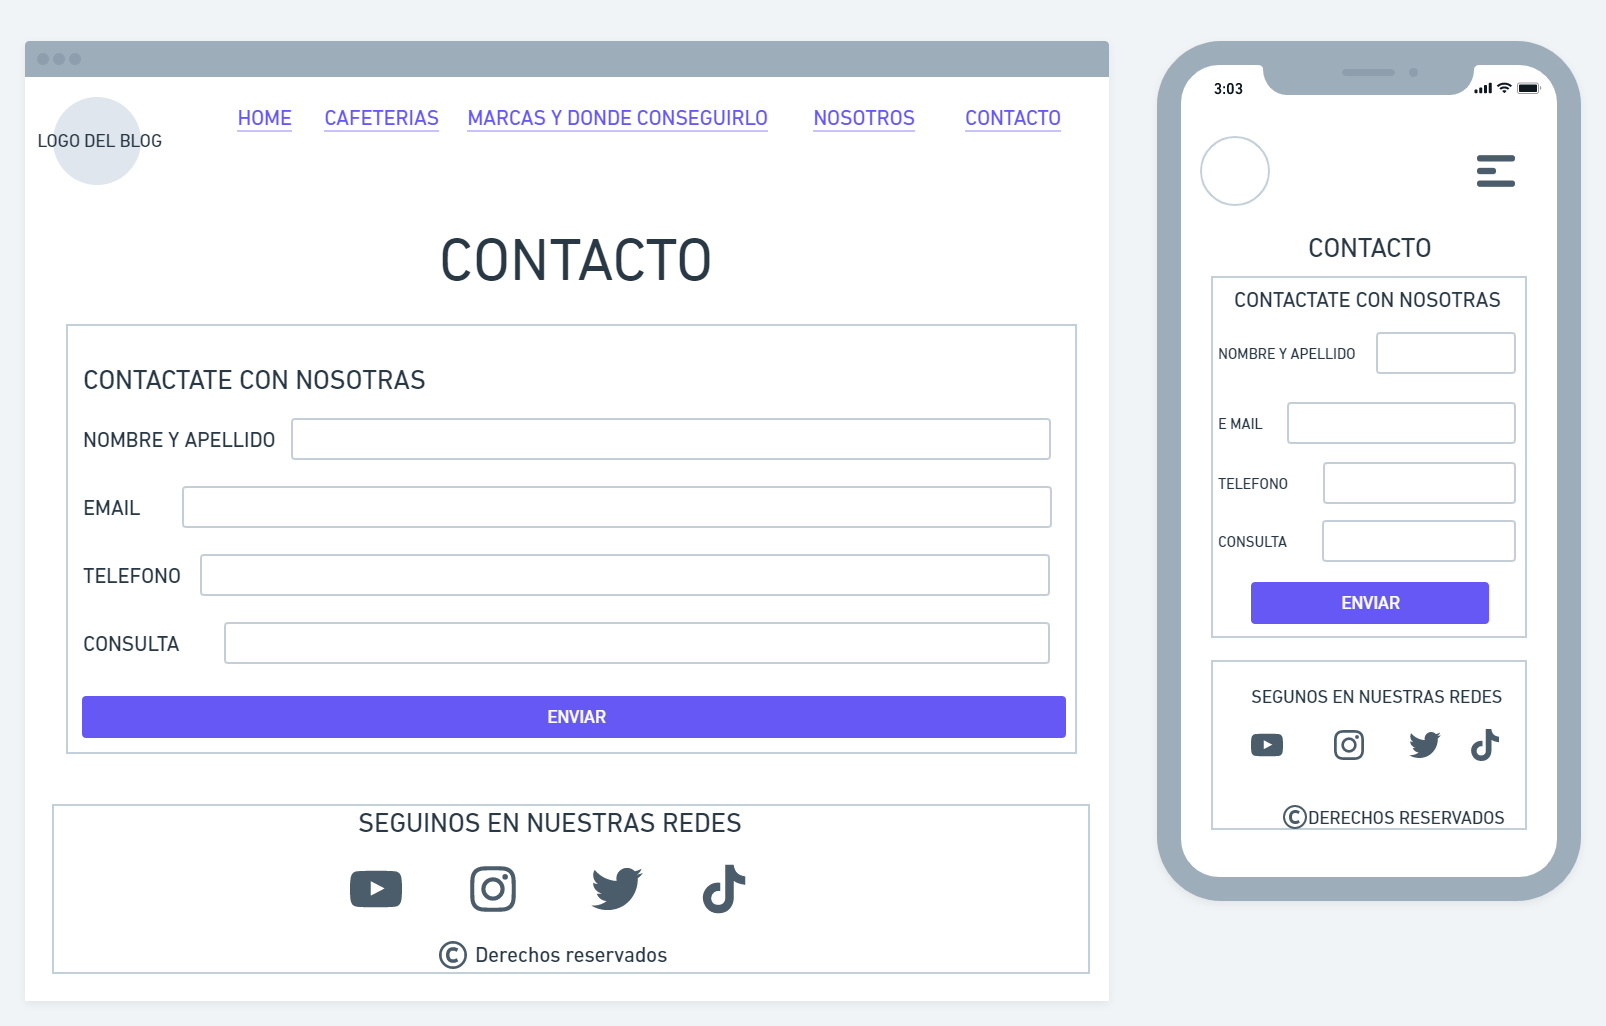 LOGO DEL BLOG
HOME CAFETERIAS MARCAS Y DONDE CONSEGUIRLO NOSOTROS CONTACTO
CONTACTO
CONTACTATE CON NOSOTRAS
NOMBRE Y APELLIDO
EMAIL
TELEFONO
CONSULTA
ENVIAR
SEGUINOS EN NUESTRAS REDES
© Derechos reservados
3:03
CONTACTO
CONTACTATE CON NOSOTRAS
NOMBRE Y APELLIDO
E MAIL
TELEFONO
CONSULTA
ENVIAR
SEGUNOS EN NUESTRAS REDES
©DERECHOS RESERVADOS